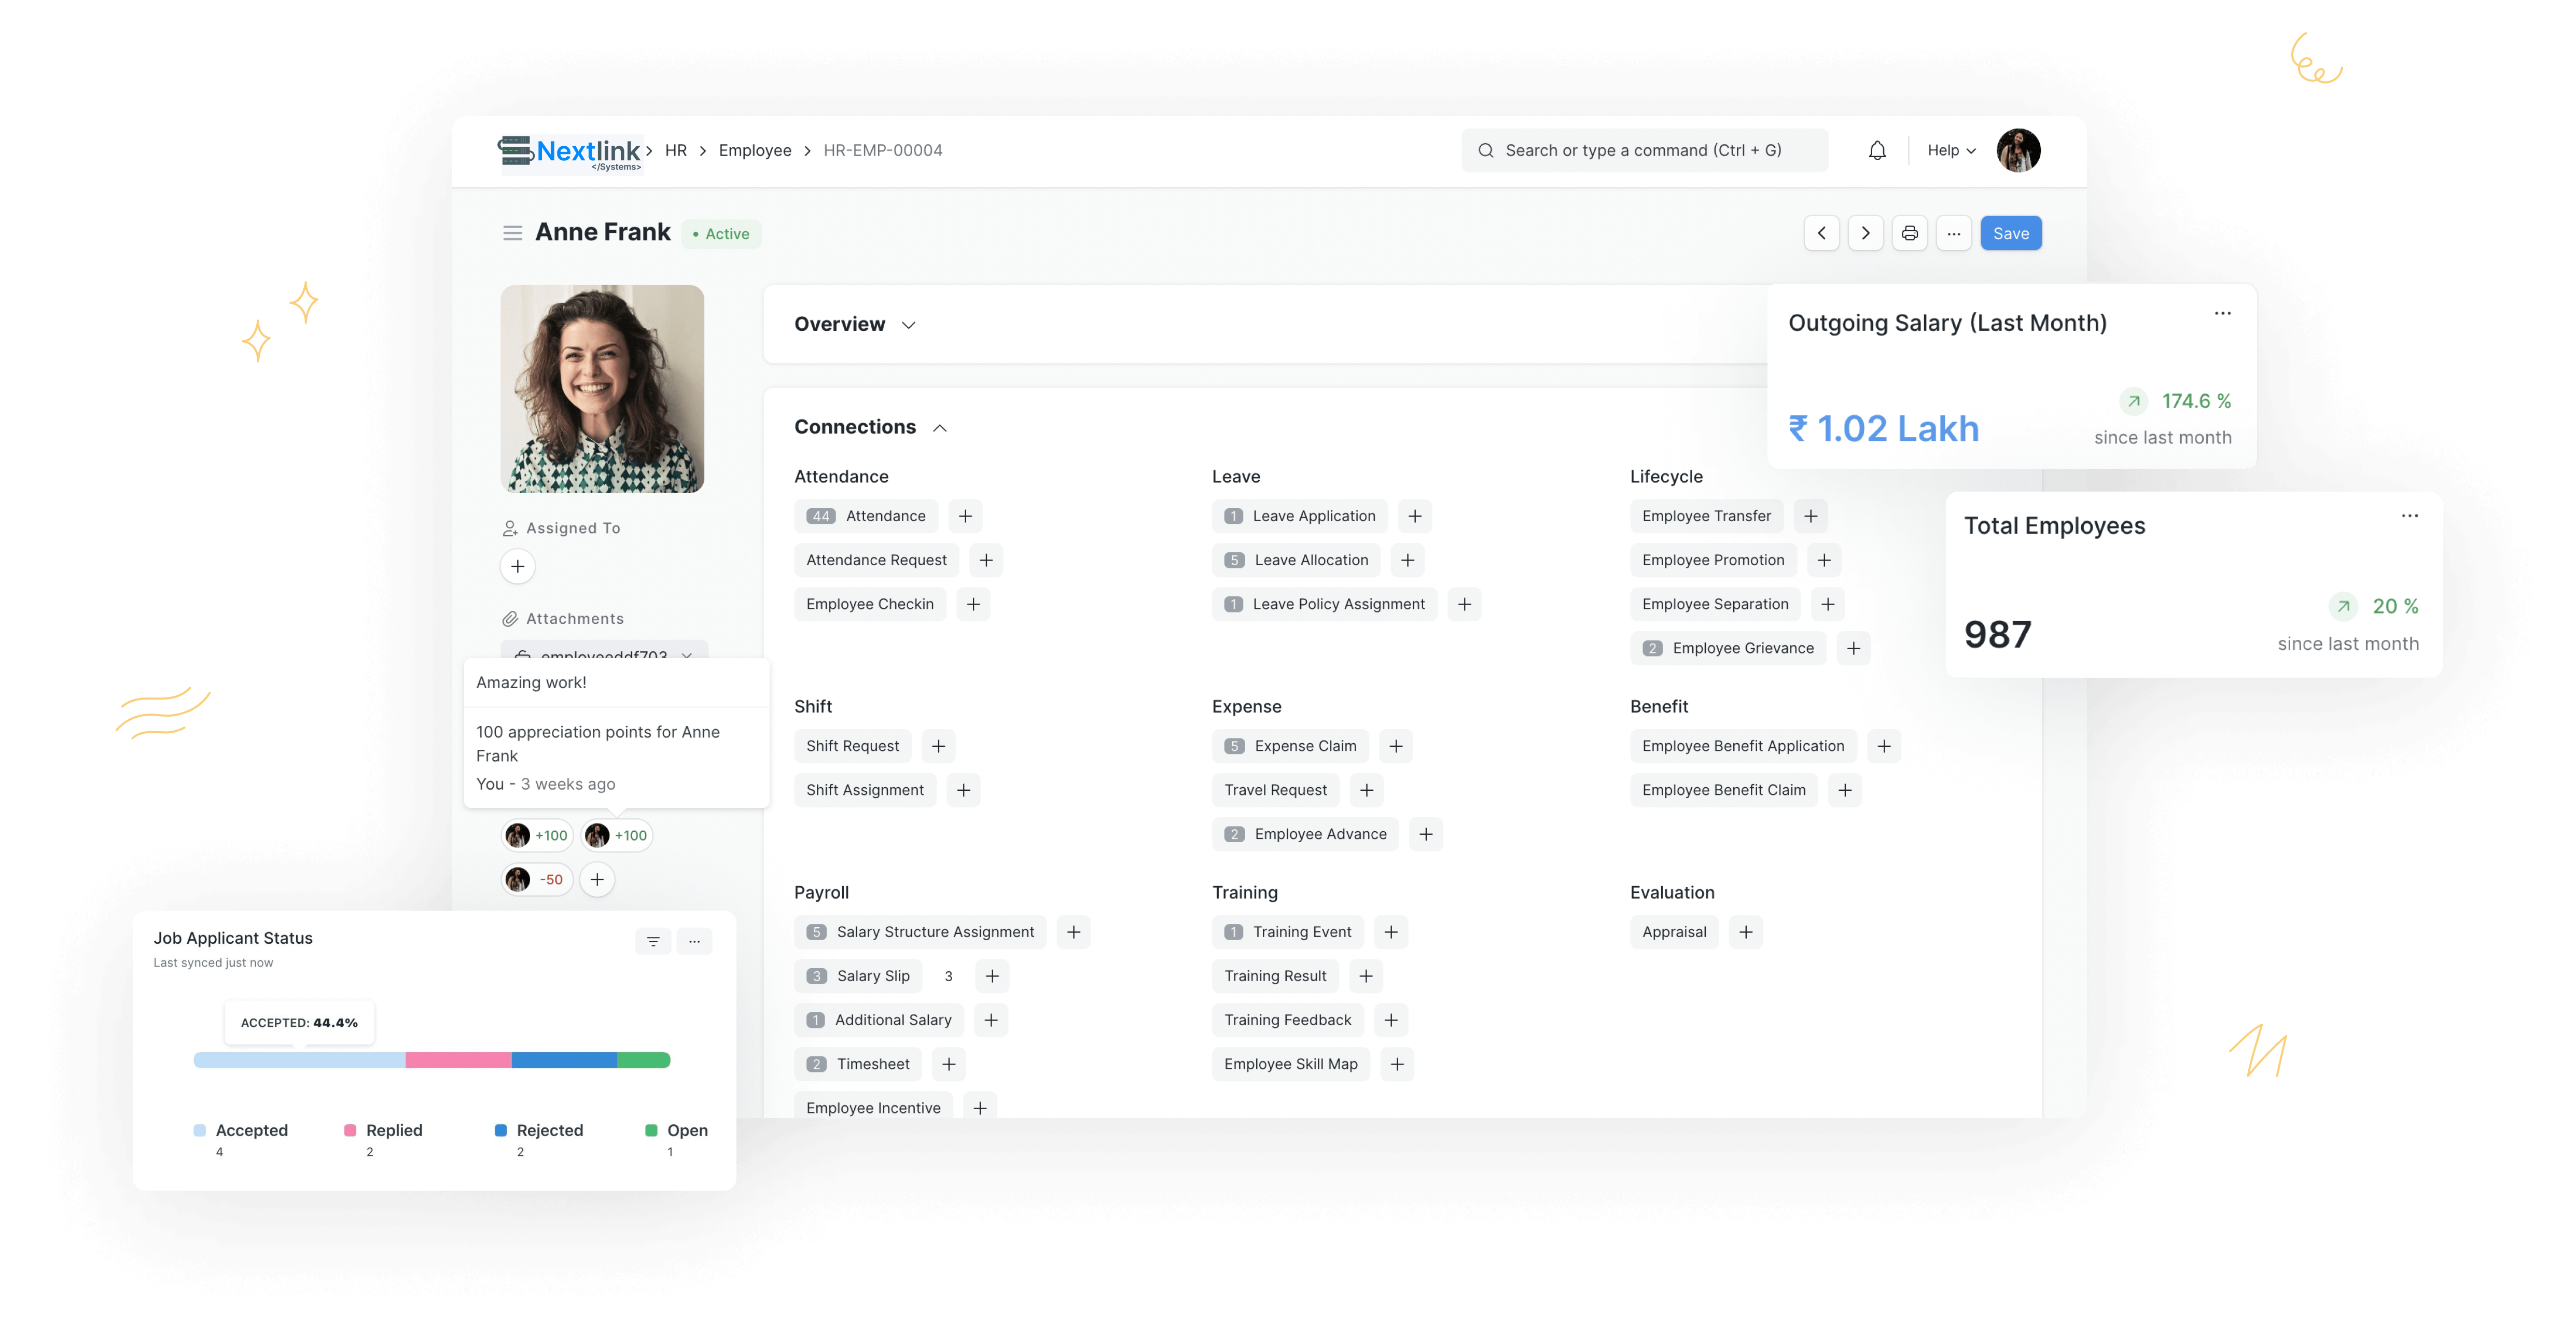 Nextlink
</Systems>
HR
Employee
HR-EMP-00004
Search or type a command (Ctrl + G)
Help
Anne Frank
• Active
...
Save
Assigned To
Attachments
employeeddf703
Amazing work!
100 appreciation points for Anne
Frank
You - 3 weeks ago
+100
+100
-50
Overview
Connections
Attendance
44 Attendance
Attendance Request
Employee Checkin
Leave
1 Leave Application
5 Leave Allocation
1 Leave Policy Assignment
Lifecycle
Employee Transfer
Employee Promotion
Employee Separation
2 Employee Grievance
Shift
Shift Request
Shift Assignment
Expense
5 Expense Claim
Travel Request
2 Employee Advance
Benefit
Employee Benefit Application
Employee Benefit Claim
Payroll
5 Salary Structure Assignment
3 Salary Slip 3
1 Additional Salary
2 Timesheet
Employee Incentive
Training
1 Training Event
Training Result
Training Feedback
Employee Skill Map
Evaluation
Appraisal
Outgoing Salary (Last Month)
₹ 1.02 Lakh
174.6 %
since last month
Total Employees
987
20 %
since last month
Job Applicant Status
Last synced just now
ACCEPTED: 44.4%
Accepted
4
Replied
2
Rejected
2
Open
1